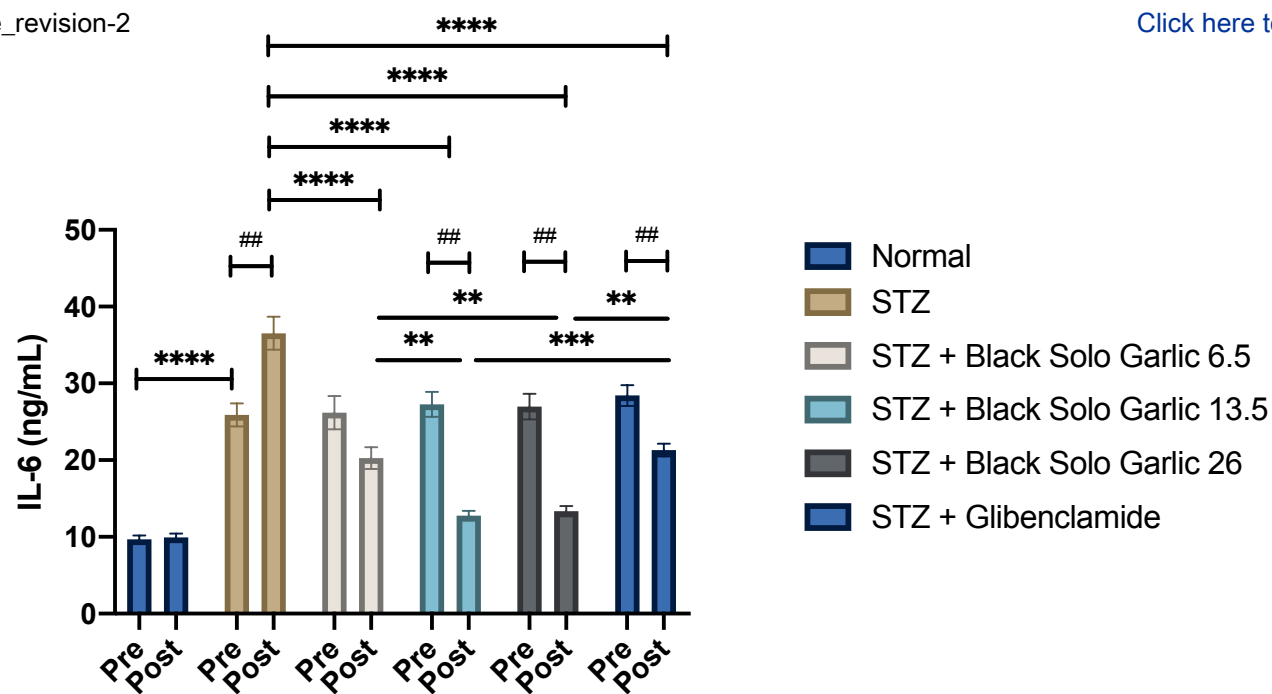 e_revision-2
Click here to
****
****
****
****
50
##
##
##
##
40
**
**
**
***
****
30
20
10
0
IL-6 (ng/mL)
Pre
Post
Pre
Post
Pre
Post
Pre
Post
Pre
Post
Pre
Post
Normal
STZ
STZ + Black Solo Garlic 6.5
STZ + Black Solo Garlic 13.5
STZ + Black Solo Garlic 26
STZ + Glibenclamide